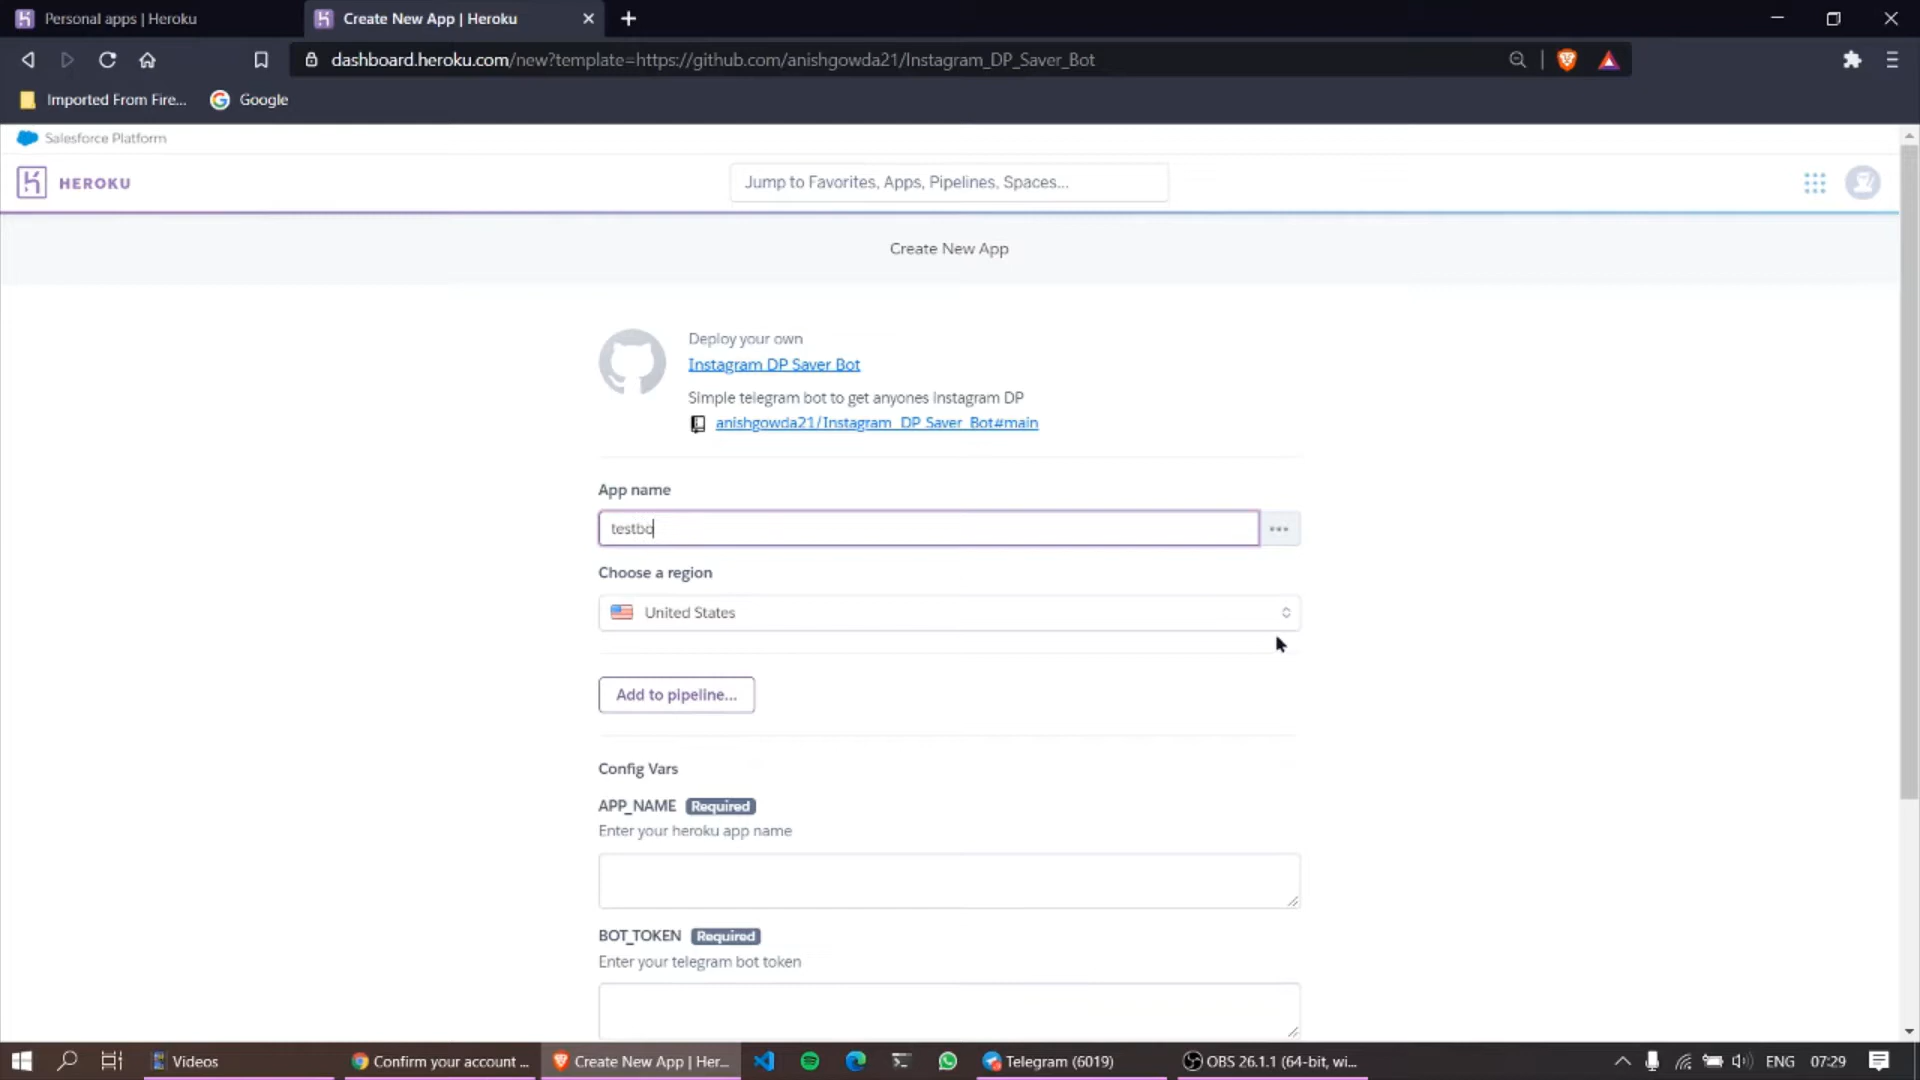 Personal apps | Heroku
Create New App | Heroku
dashboard.heroku.com/new?template=https://github.com/anishgowda21/Instagram_DP_Saver_Bot
Imported From Fire...
Google
Salesforce Platform
HEROKU
Jump to Favorites, Apps, Pipelines, Spaces...
Create New App
Deploy your own
Instagram DP Saver Bot
Simple telegram bot to get anyones instagram DP
anishgowda21/Instagram_DP_Saver_Bot#main
App name
testbo
Choose a region
United States
Add to pipeline...
Config Vars
APP_NAME Required
Enter your heroku app name
BOT_TOKEN Required
Enter your telegram bot token
Videos
Confirm your account ...
Create New App | Her...
Telegram (6019)
OBS 26.1.1 (64-bit, wi...
ENG
07:29